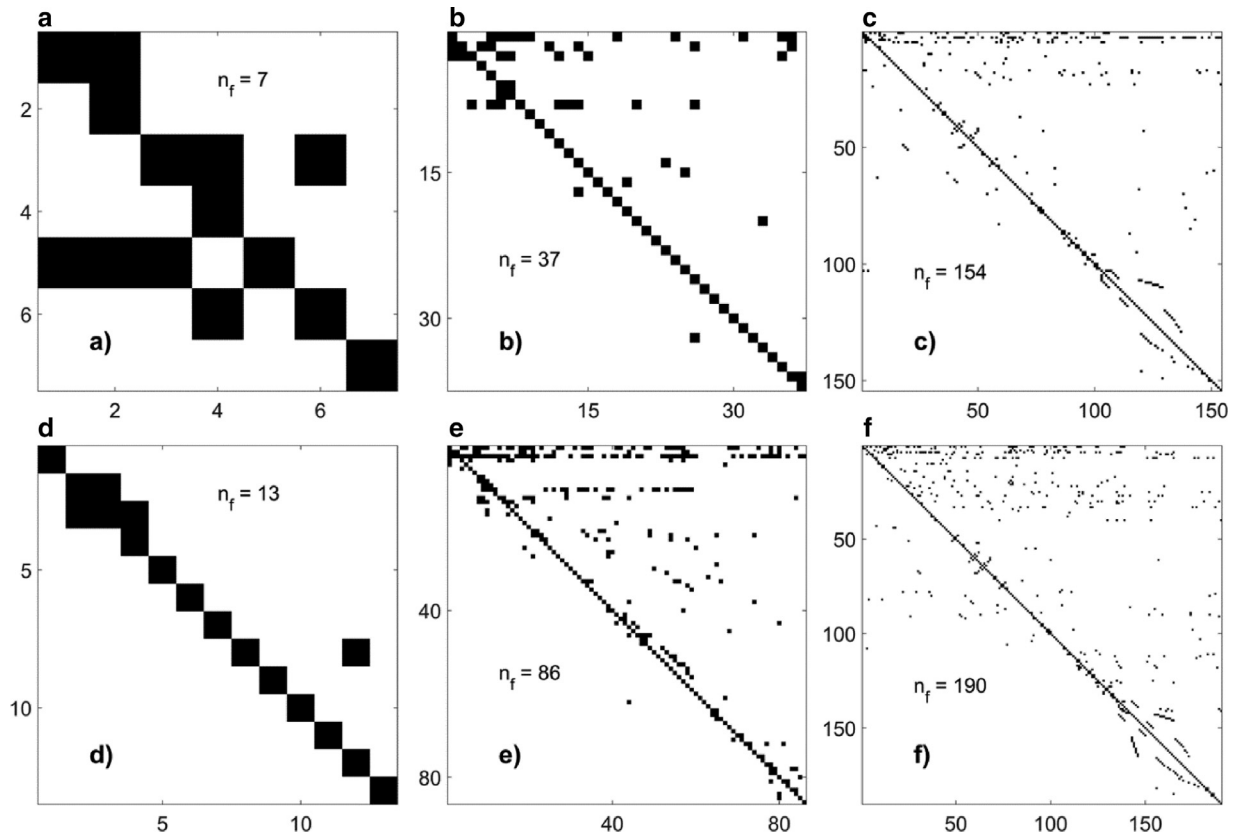 a
n_f = 7
2
4
6
a)
2 4 6
b
15
n_f = 37
30
b)
15 30
c
50
100
n_f = 154
c)
150
50 100 150
d
n_f = 13
5
10
d)
5 10
e
40
n_f = 86
e)
80
40 80
f
50
100
n_f = 190
150
f)
50 100 150